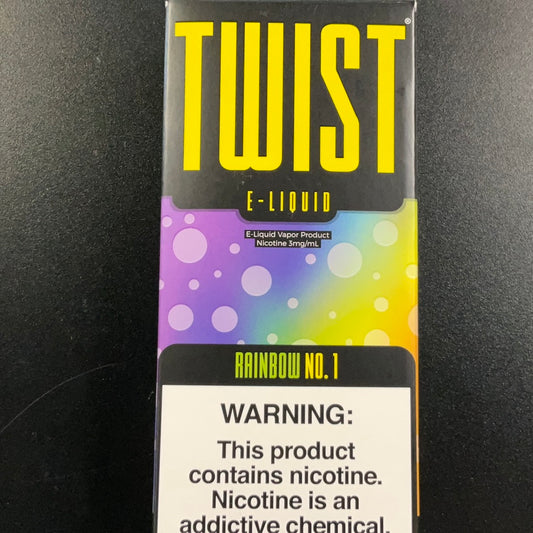 TWIST®
E-LIQUID
E-Liquid Vapor Product
Nicotine 3mg/mL
RAINBOW NO. 1
WARNING:
This product
contains nicotine.
Nicotine is an
addictive chemical.